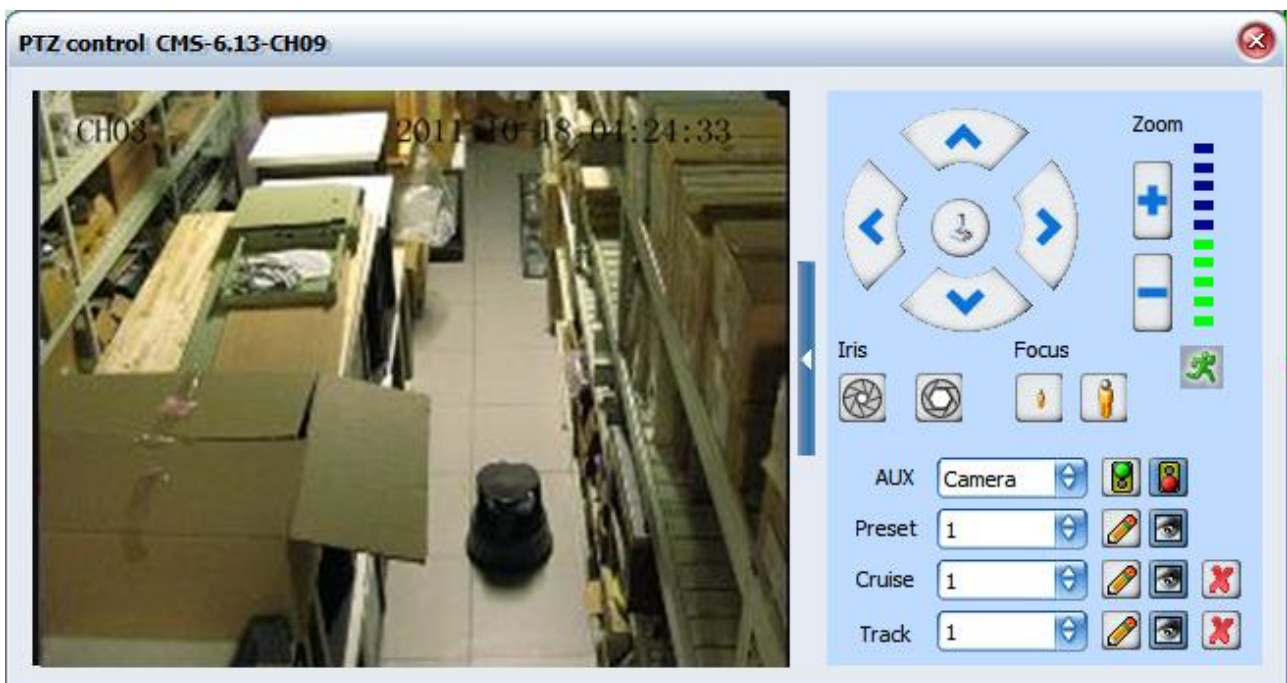 PTZ control CMS-6.13-CH09
CH03 2011-10-18 04:24:33
Zoom
Iris Focus
AUX Camera
Preset 1
Cruise 1
Track 1